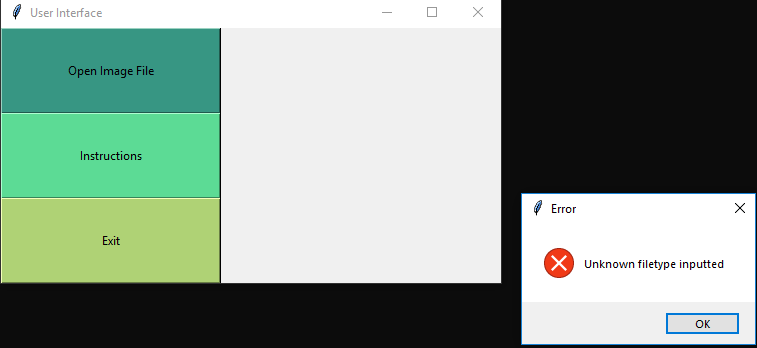 User Interface
Open Image File
Instructions
Exit
Error
Unknown filetype inputted
OK